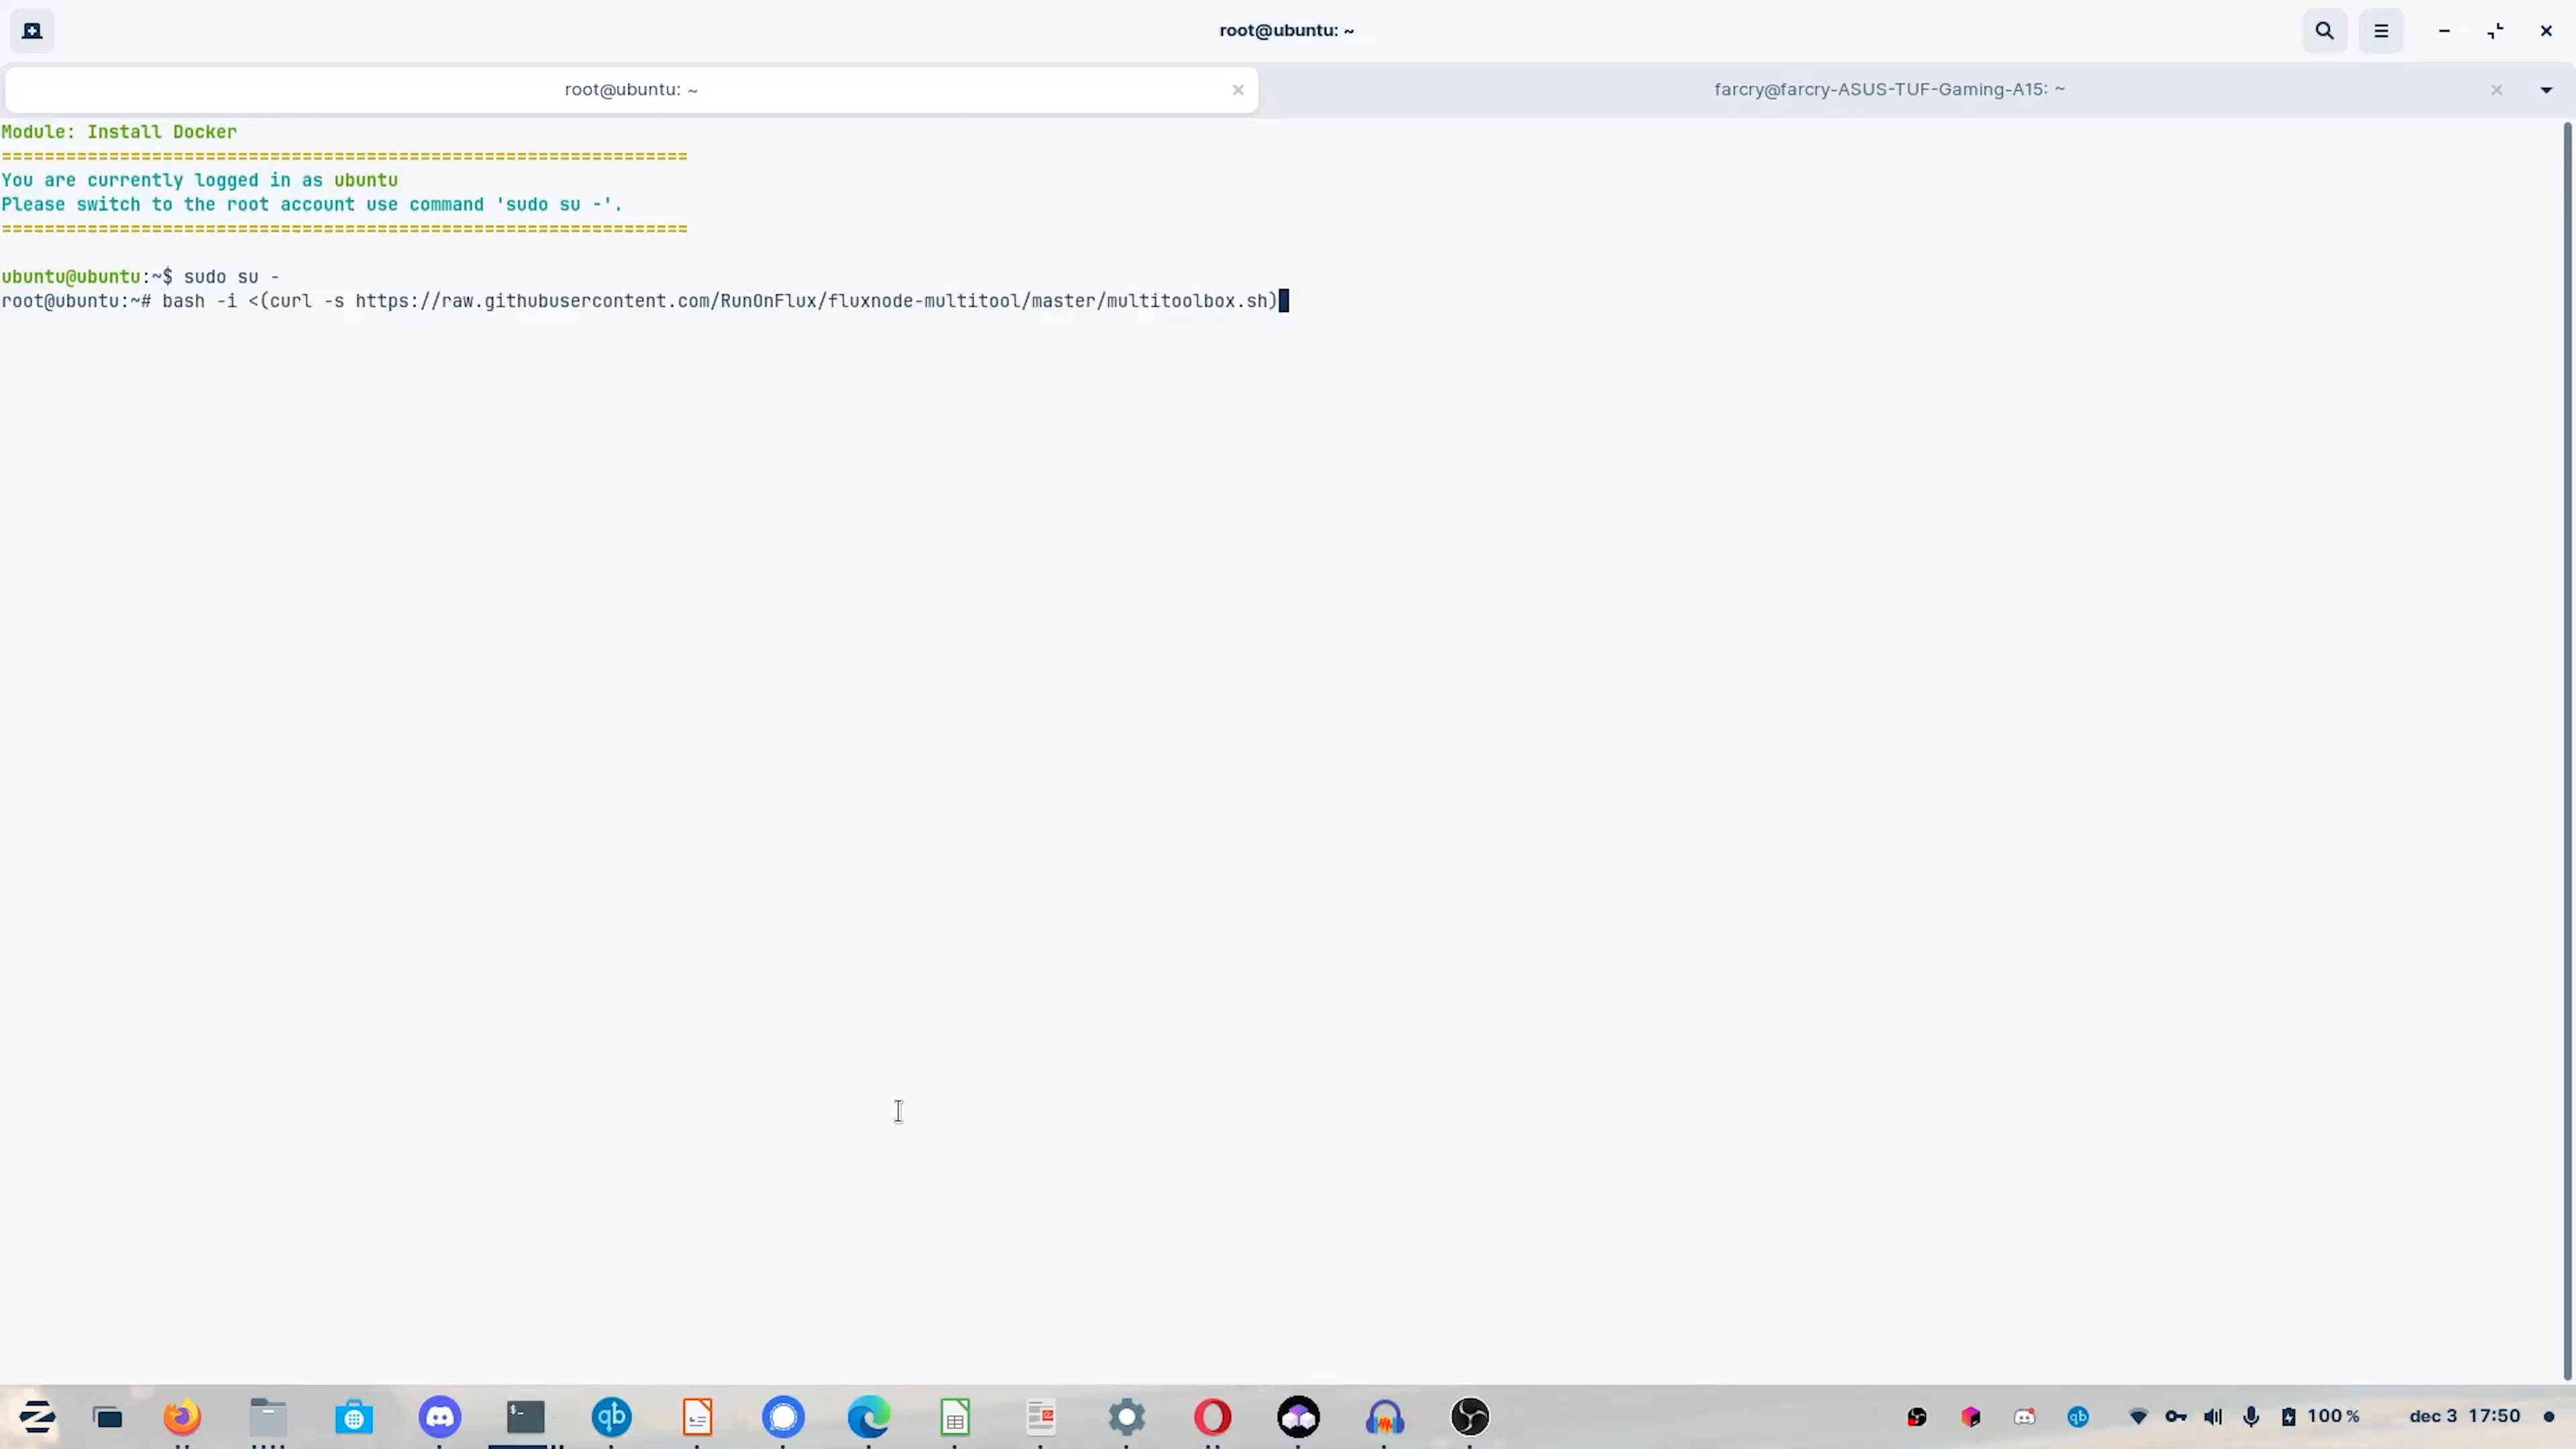 root@ubuntu: ~
root@ubuntu: ~
farcry@farcry-ASUS-TUF-Gaming-A15: ~
Module: Install Docker
================================================================
You are currently logged in as ubuntu
Please switch to the root account use command 'sudo su -'.
================================================================
ubuntu@ubuntu:~$ sudo su -
root@ubuntu:~# bash -i <(curl -s https://raw.githubusercontent.com/RunOnFlux/fluxnode-multitool/master/multitoolbox.sh)
$-
qb
qb
100 %
dec 3 17:50